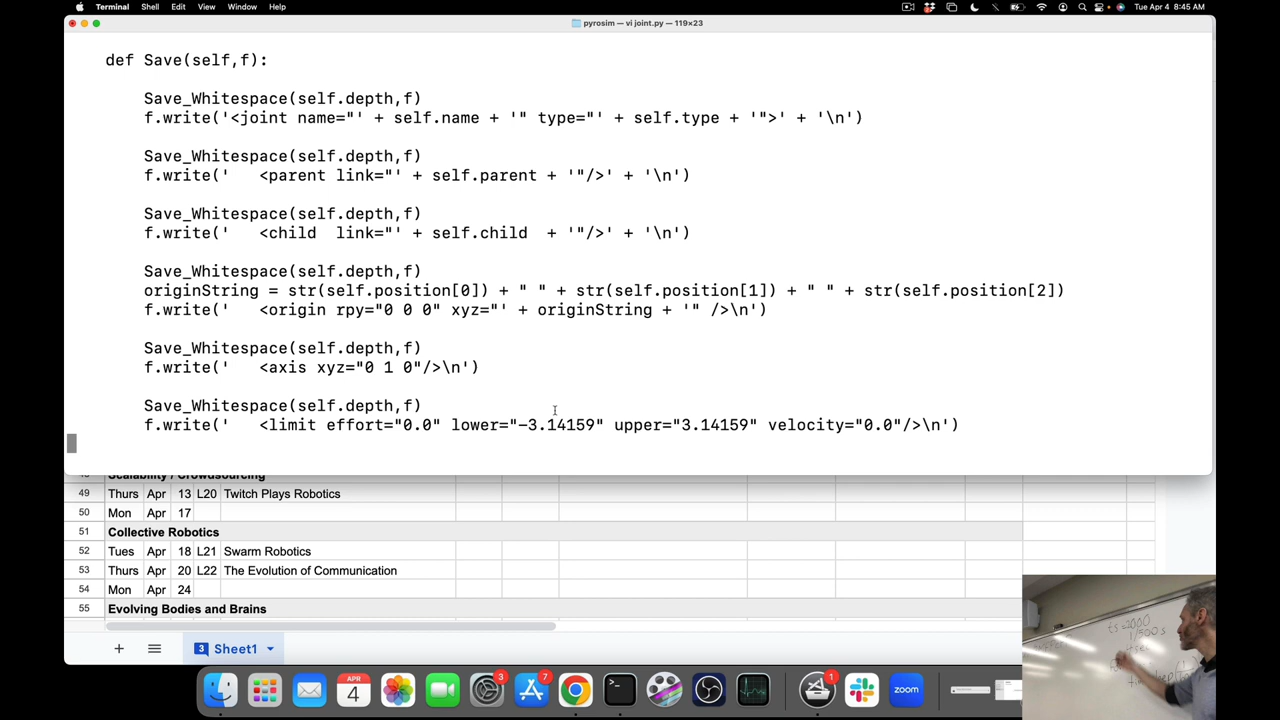 Terminal Shell Edit View Window Help
Tue Apr 4 8:45 AM
pyrosim — vi joint.py — 119×23
def Save(self,f):
Save_Whitespace(self.depth,f)
f.write('<joint name="' + self.name + '" type="' + self.type + '">' + '\n')
Save_Whitespace(self.depth,f)
f.write('   <parent link="' + self.parent + '"/>' + '\n')
Save_Whitespace(self.depth,f)
f.write('   <child  link="' + self.child  + '"/>' + '\n')
Save_Whitespace(self.depth,f)
originString = str(self.position[0]) + " " + str(self.position[1]) + " " + str(self.position[2])
f.write('   <origin rpy="0 0 0" xyz="' + originString + '" />\n')
Save_Whitespace(self.depth,f)
f.write('   <axis xyz="0 1 0"/>\n')
Save_Whitespace(self.depth,f)
f.write('   <limit effort="0.0" lower="-3.14159" upper="3.14159" velocity="0.0"/>\n')
Scalability / Crowdsourcing
49 Thurs Apr 13 L20 Twitch Plays Robotics
50 Mon Apr 17
51 Collective Robotics
52 Tues Apr 18 L21 Swarm Robotics
53 Thurs Apr 20 L22 The Evolution of Communication
54 Mon Apr 24
55 Evolving Bodies and Brains
3 Sheet1
ts=2000
1/500 s
APR 4
3
7
1
zoom